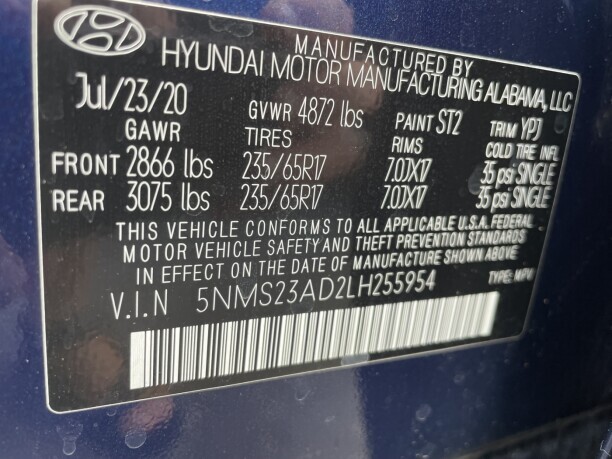 MANUFACTURED BY
HYUNDAI MOTOR MANUFACTURING ALABAMA, LLC
Jul/23/20 GVWR 4872 lbs PAINT ST2 TRIM YPJ
GAWR TIRES RIMS COLD TIRE INFL
FRONT 2866 lbs 235/65R17 7.0JX17 35 psi SINGLE
REAR 3075 lbs 235/65R17 7.0JX17 35 psi SINGLE
THIS VEHICLE CONFORMS TO ALL APPLICABLE U.S.A. FEDERAL
MOTOR VEHICLE SAFETY AND THEFT PREVENTION STANDARDS
IN EFFECT ON THE DATE OF MANUFACTURE SHOWN ABOVE
V.I.N 5NMS23AD2LH255954 TYPE: MPV